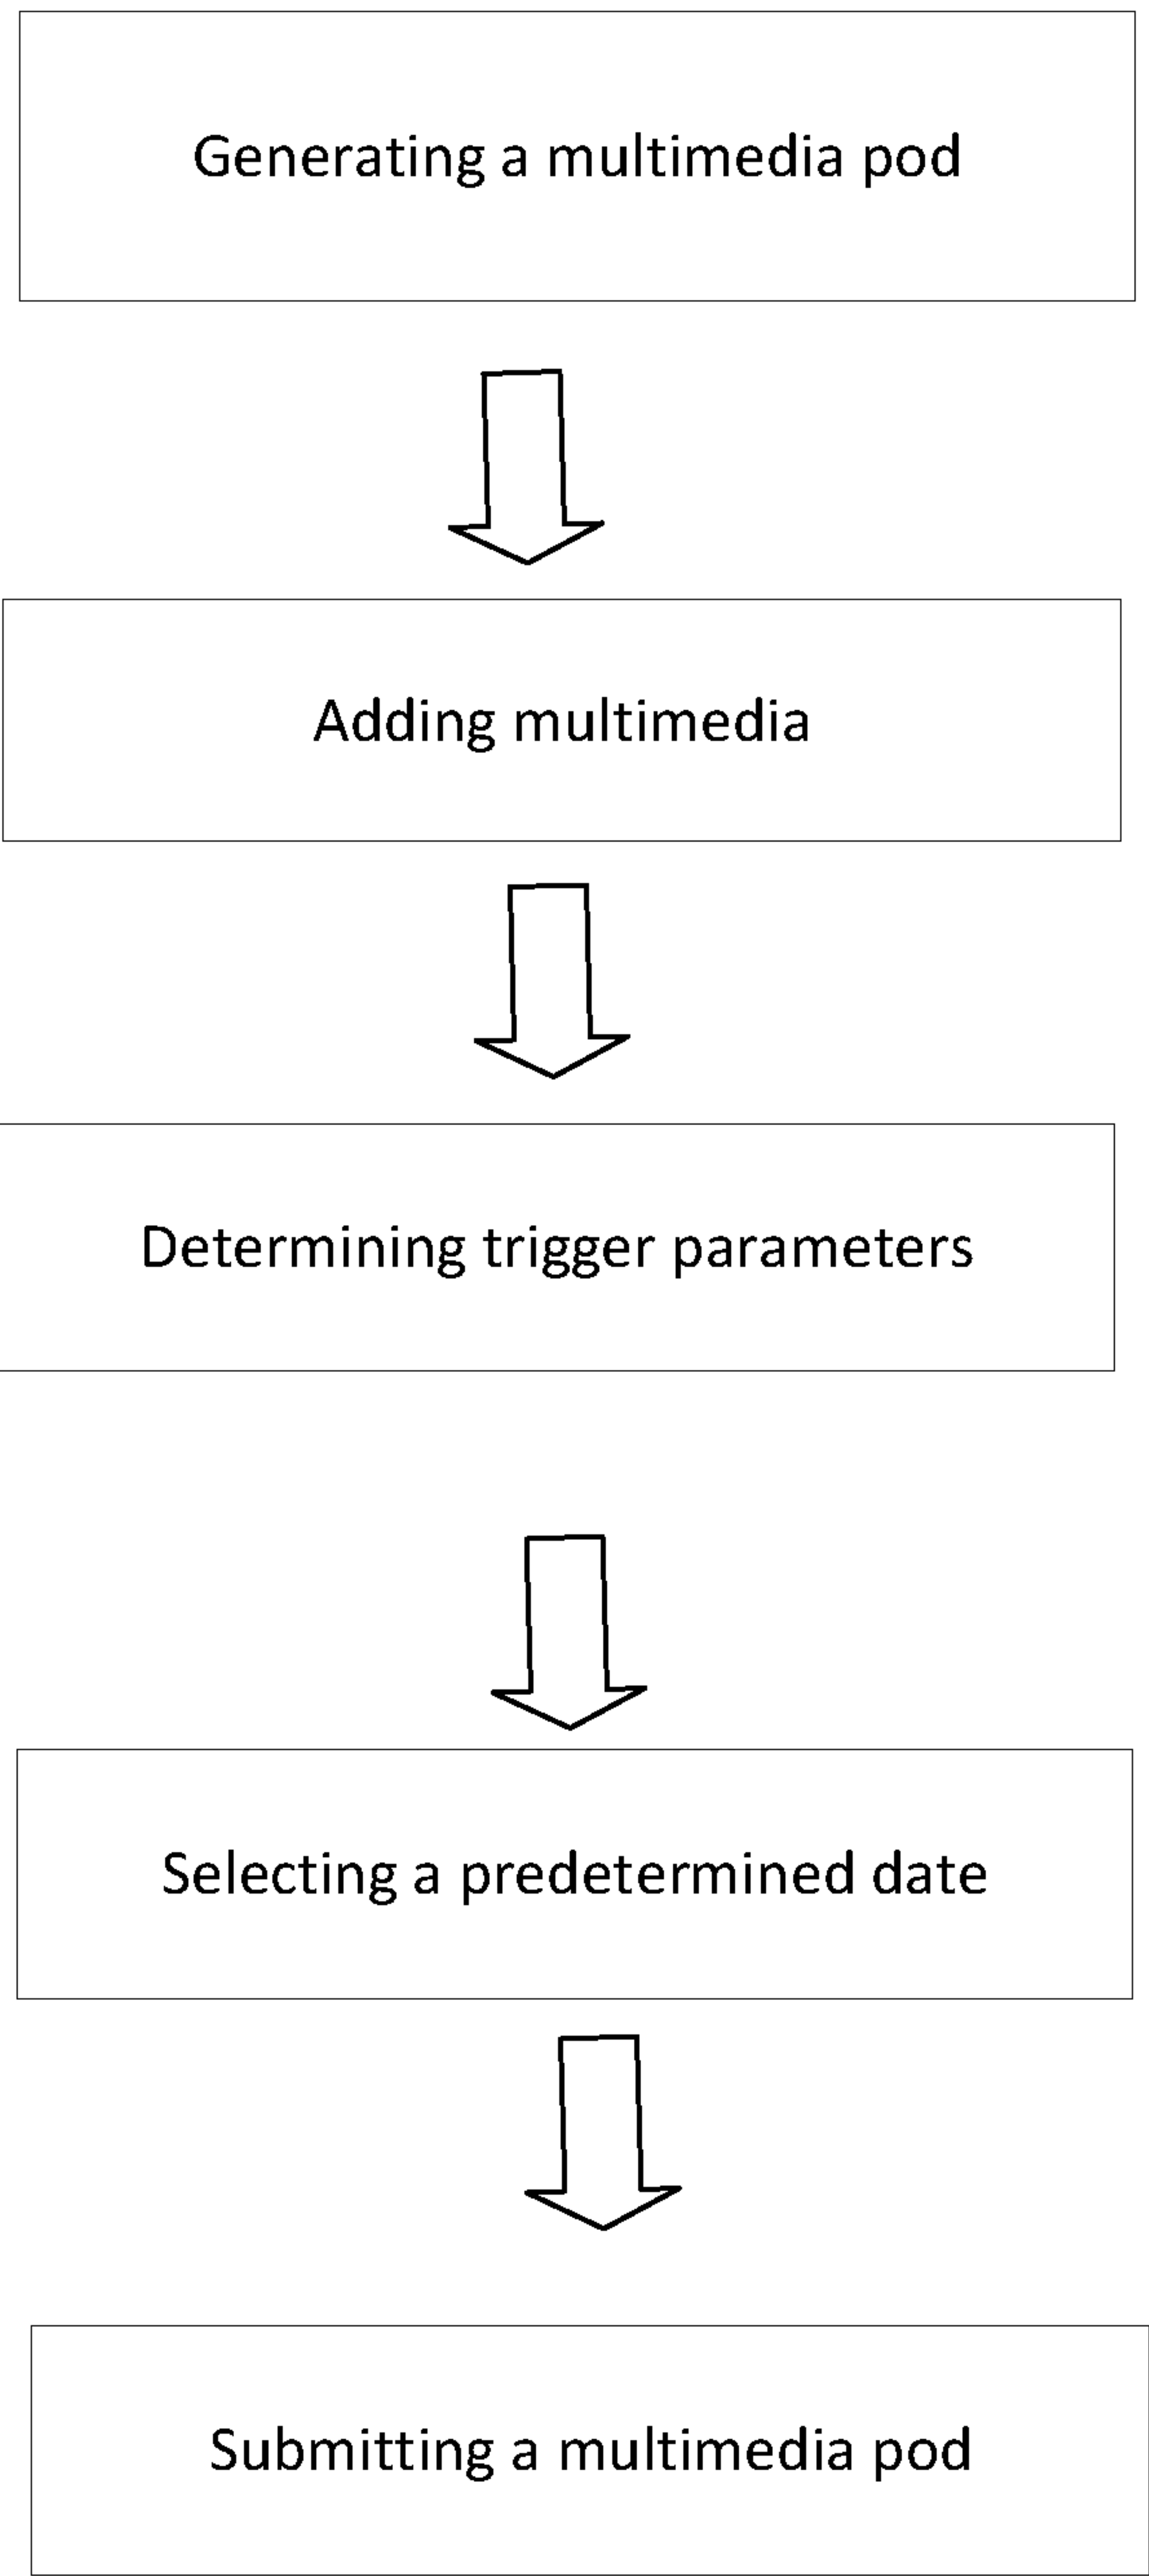 Generating a multimedia pod
Adding multimedia
Determining trigger parameters
Selecting a predetermined date
Submitting a multimedia pod